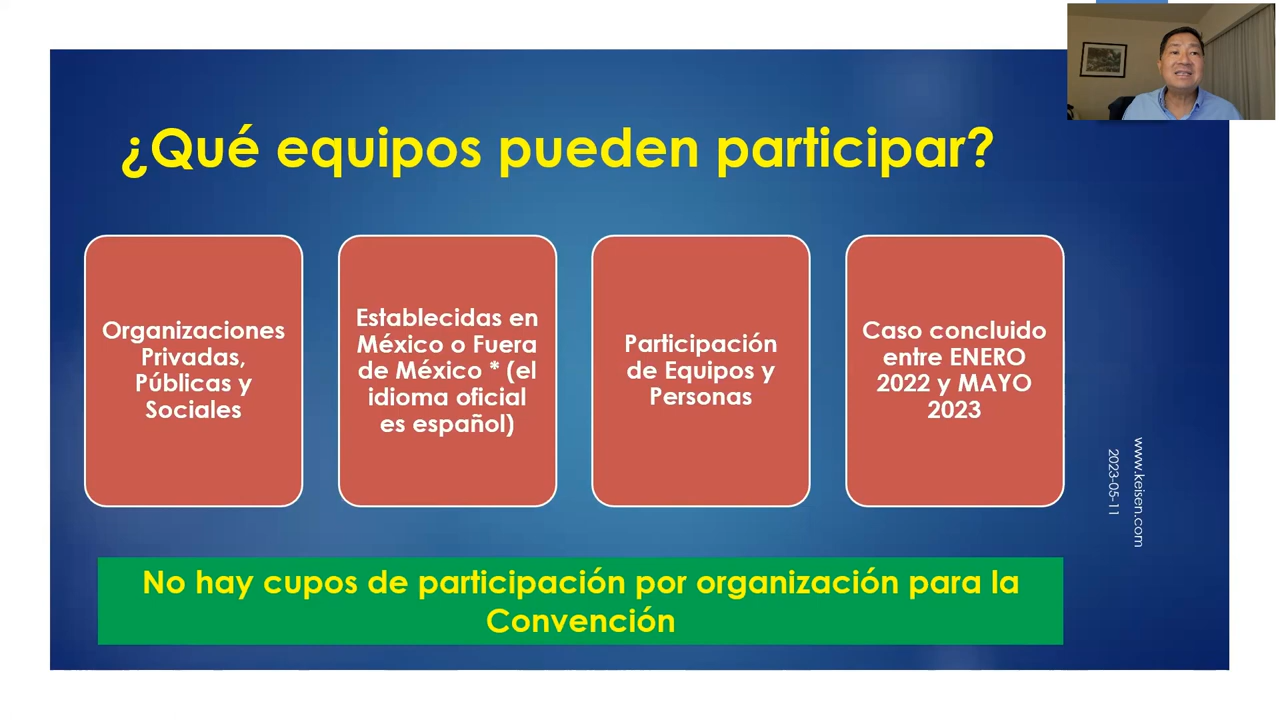 ¿Qué equipos pueden participar?
Organizaciones
Privadas,
Públicas y
Sociales
Establecidas en
México o Fuera
de México * (el
idioma oficial
es español)
Participación
de Equipos y
Personas
Caso concluido
entre ENERO
2022 y MAYO
2023
www.keisen.com
2023-05-11
No hay cupos de participación por organización para la
Convención